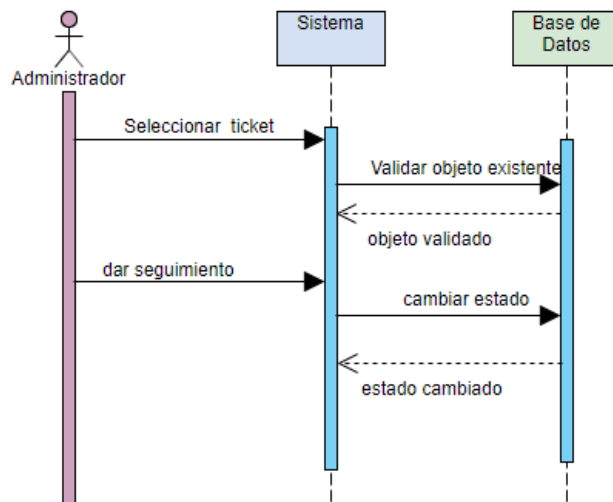 Sistema
Base de
Datos
Administrador
Seleccionar ticket
Validar objeto existente
objeto validado
dar seguimiento
cambiar estado
estado cambiado